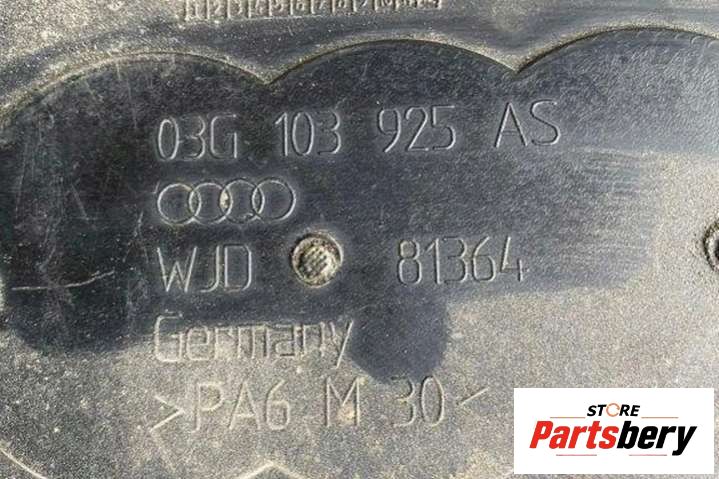 03G 103 925 AS
WJD 81364
Germany
>PA6 M 30<
STORE
Partsbery